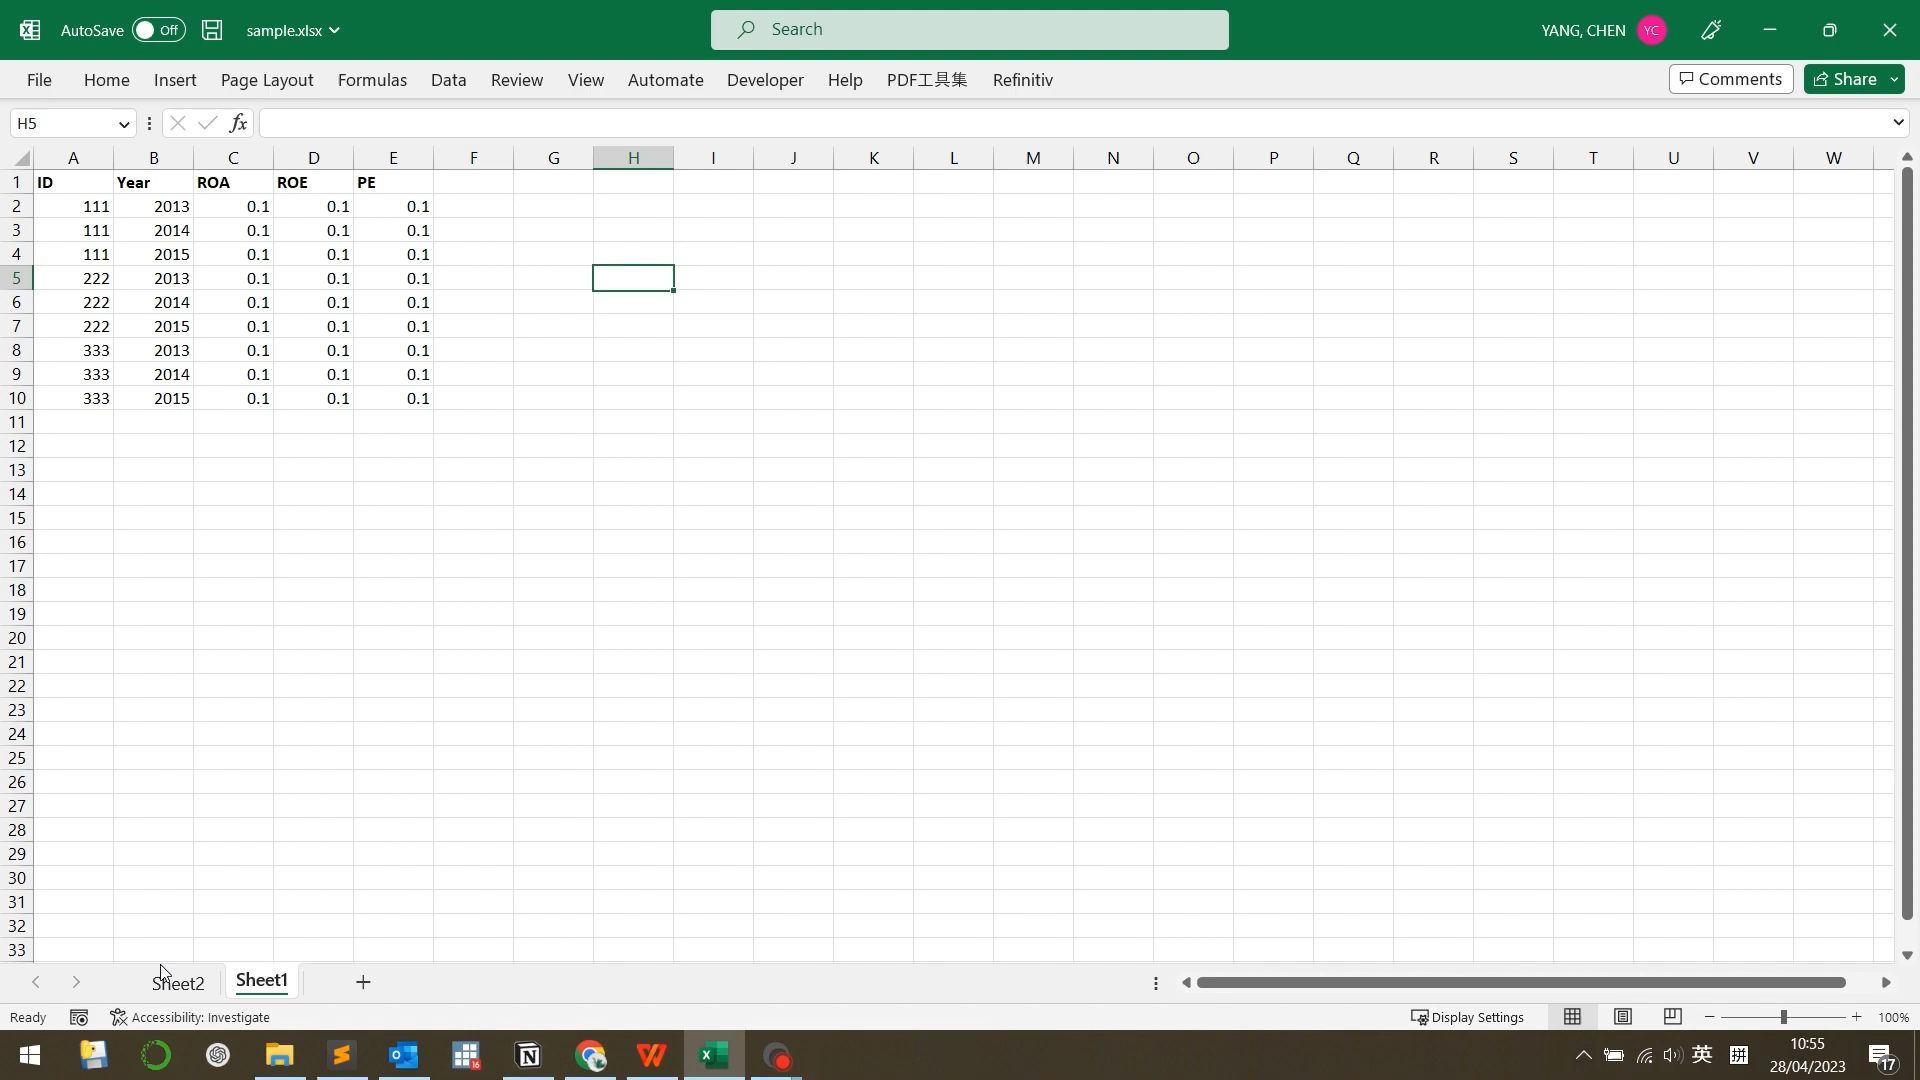 AutoSave Off sample.xlsx Search YANG, CHEN YC
File Home Insert Page Layout Formulas Data Review View Automate Developer Help PDF工具集 Refinitiv Comments Share
H5 fx
A B C D E F G H I J K L M N O P Q R S T U V W
1 ID Year ROA ROE PE
2 111 2013 0.1 0.1 0.1
3 111 2014 0.1 0.1 0.1
4 111 2015 0.1 0.1 0.1
5 222 2013 0.1 0.1 0.1
6 222 2014 0.1 0.1 0.1
7 222 2015 0.1 0.1 0.1
8 333 2013 0.1 0.1 0.1
9 333 2014 0.1 0.1 0.1
10 333 2015 0.1 0.1 0.1
11
12
13
14
15
16
17
18
19
20
21
22
23
24
25
26
27
28
29
30
31
32
33
Sheet2 Sheet1
Ready Accessibility: Investigate Display Settings 100%
16 英 拼 10:55
28/04/2023 17